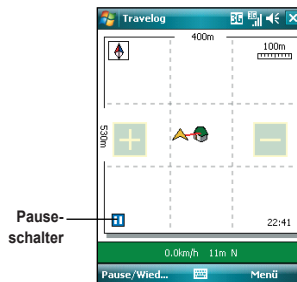 Travelog
3G
400m
100m
530m
Pause-
schalter
22:41
0.0km/h 11m N
Pause/Wied... Menü